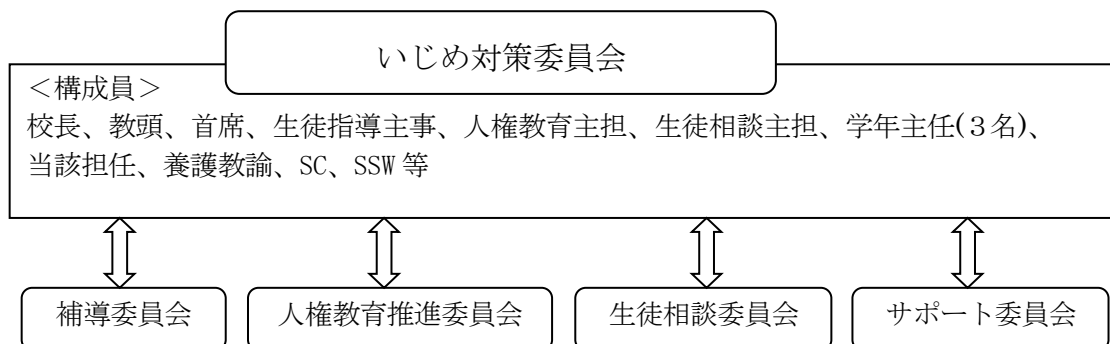 いじめ対策委員会
＜構成員＞
校長、教頭、首席、生徒指導主事、人権教育主担、生徒相談主担、学年主任(３名)、
当該担任、養護教諭、SC、SSW 等
補導委員会
人権教育推進委員会
生徒相談委員会
サポート委員会